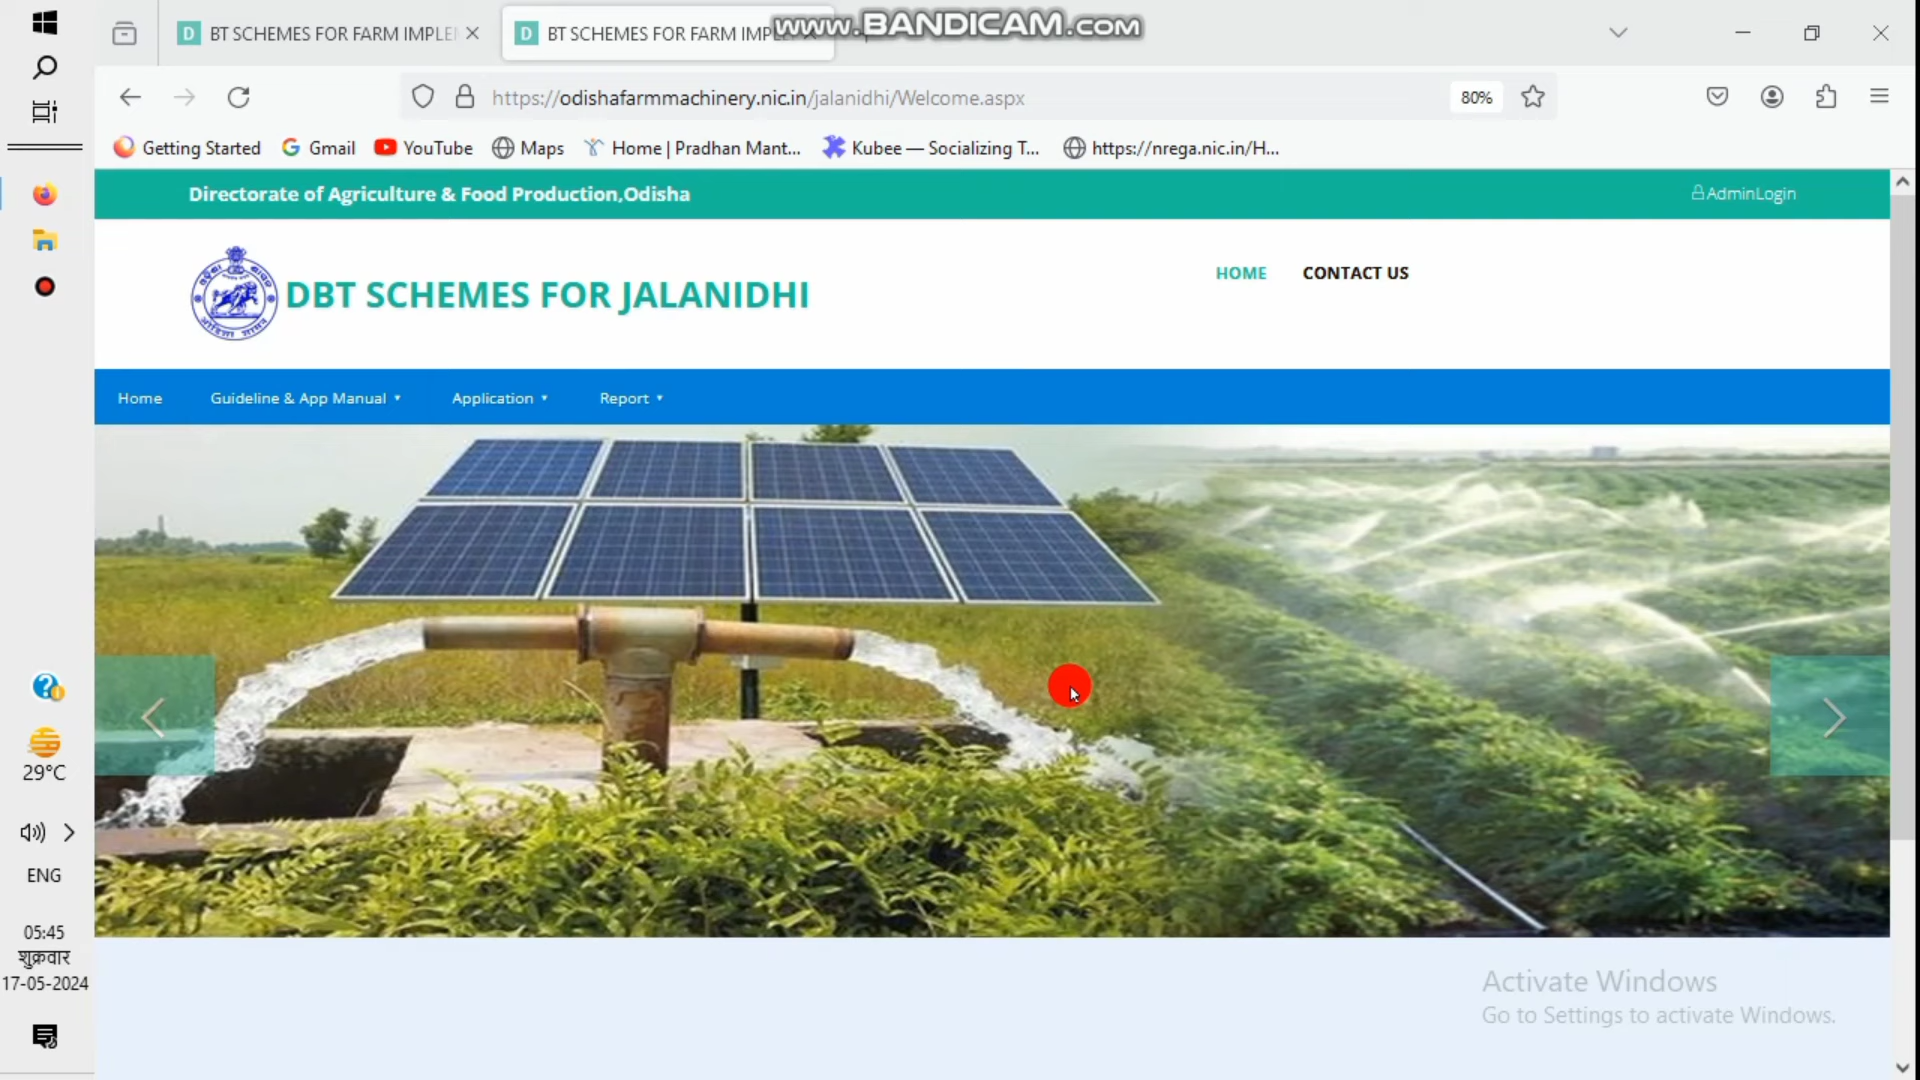 BT SCHEMES FOR FARM IMPLE
BT SCHEMES FOR FARM IMPLE
www.BANDICAM.com
https://odishafarmmachinery.nic.in/jalanidhi/Welcome.aspx
80%
Getting Started
Gmail
YouTube
Maps
Home | Pradhan Mant...
Kubee — Socializing T...
https://nrega.nic.in/H...
Directorate of Agriculture & Food Production,Odisha
AdminLogin
DBT SCHEMES FOR JALANIDHI
HOME
CONTACT US
Home
Guideline & App Manual
Application
Report
29°C
ENG
05:45
शुक्रवार
17-05-2024
Activate Windows
Go to Settings to activate Windows.